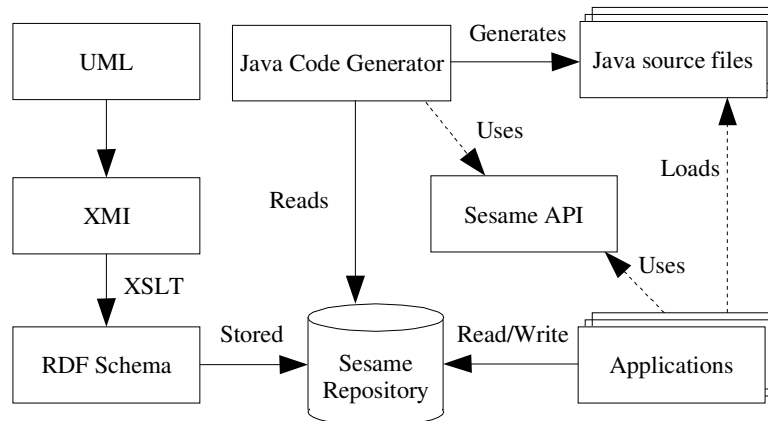 Generates
UML
Java Code Generator
Java source files
Uses
Loads
Reads
XMI
Sesame API
XSLT
Uses
Stored
Read/Write
RDF Schema
Sesame
Repository
Applications